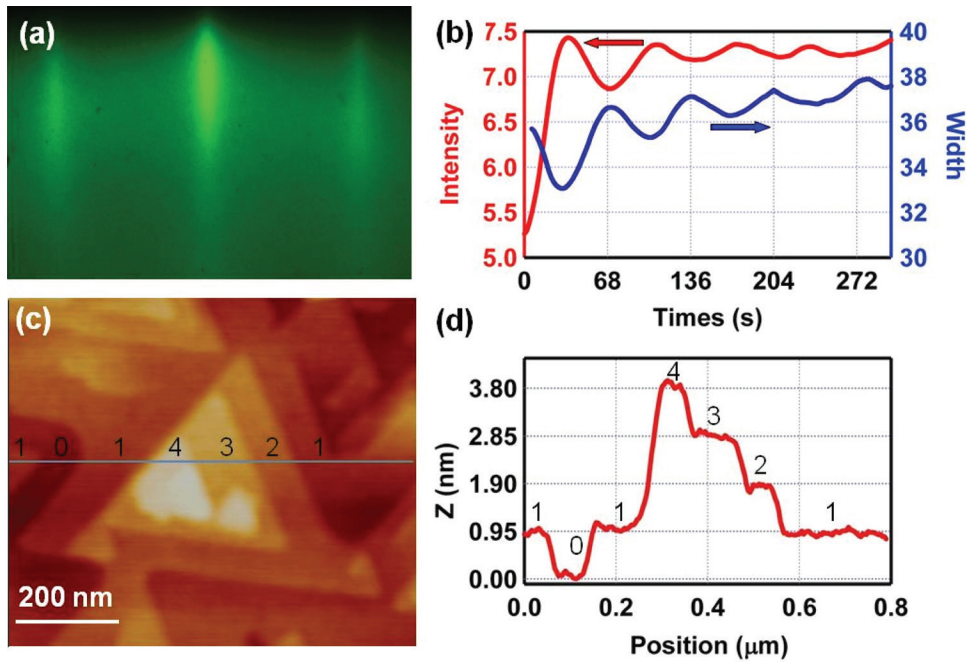 (a)
(b)
7.5
7.0
6.5
6.0
5.5
5.0
Intensity
40
38
36
34
32
30
Width
0 68 136 204 272
Times (s)
(c)
1 0 1 4 3 2 1
200 nm
(d)
3.80
2.85
1.90
0.95
0.00
Z (nm)
4
3
2
1 1 1
0
0.0 0.2 0.4 0.6 0.8
Position (μm)